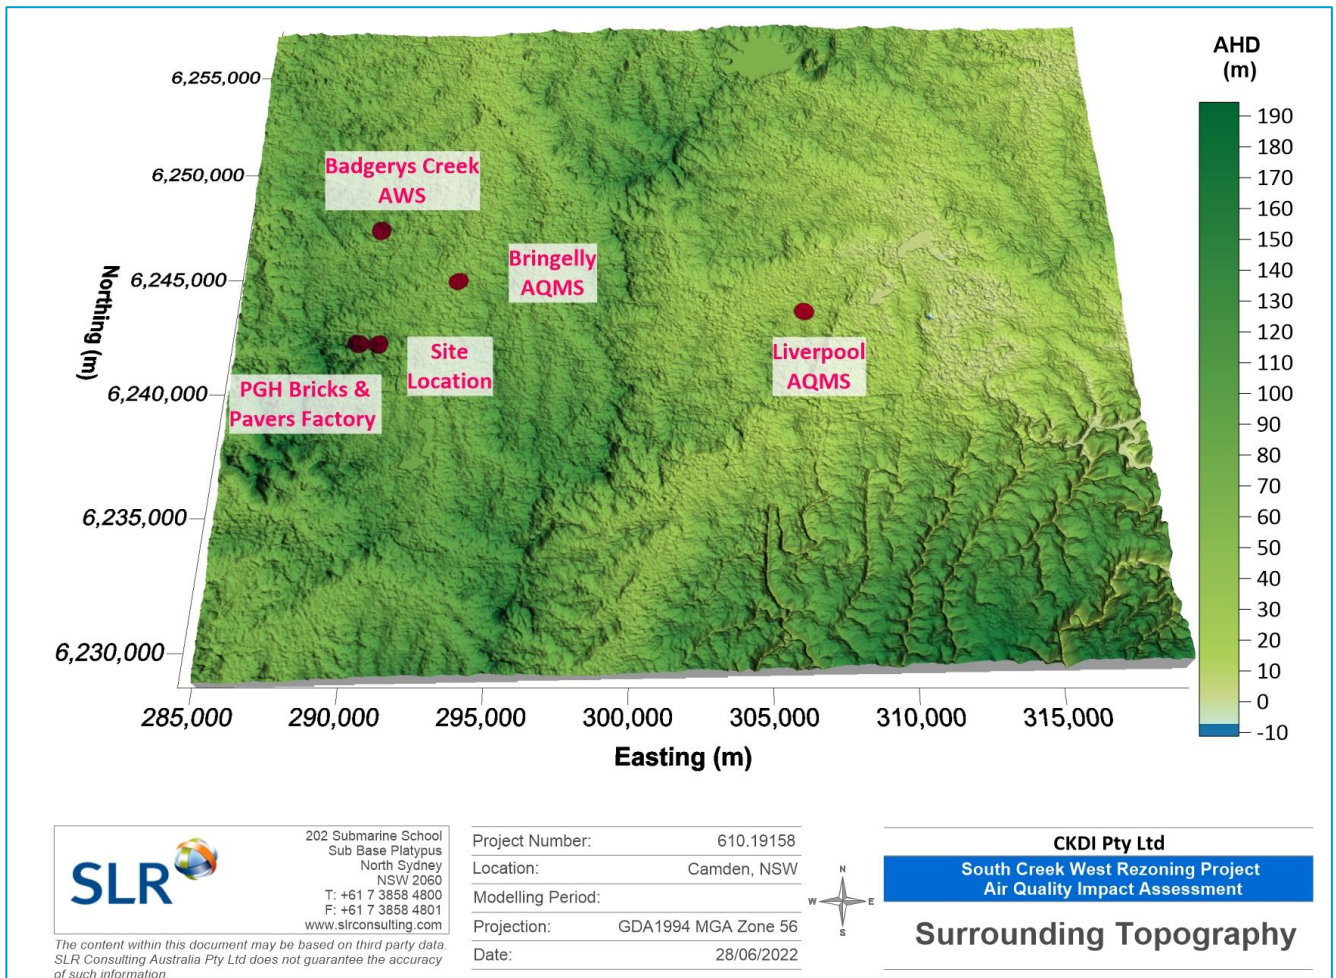 AHD
(m)
6,255,000
6,250,000
6,245,000
6,240,000
6,235,000
6,230,000
Northing (m)
Badgerys Creek
AWS
Bringelly
AQMS
Site
Location
PGH Bricks &
Pavers Factory
Liverpool
AQMS
190
180
170
160
150
140
130
120
110
100
90
80
70
60
50
40
30
20
10
0
-10
285,000
290,000
295,000
300,000
305,000
310,000
315,000
Easting (m)
SLR
202 Submarine School
Sub Base Platypus
North Sydney
NSW 2060
T: +61 7 3858 4800
F: +61 7 3858 4801
www.slrconsulting.com
The content within this document may be based on third party data.
SLR Consulting Australia Pty Ltd does not guarantee the accuracy
of such information.
Project Number: 610.19158
Location: Camden, NSW
Modelling Period:
Projection: GDA1994 MGA Zone 56
Date: 28/06/2022
N
W E
S
CKDI Pty Ltd
South Creek West Rezoning Project
Air Quality Impact Assessment
Surrounding Topography